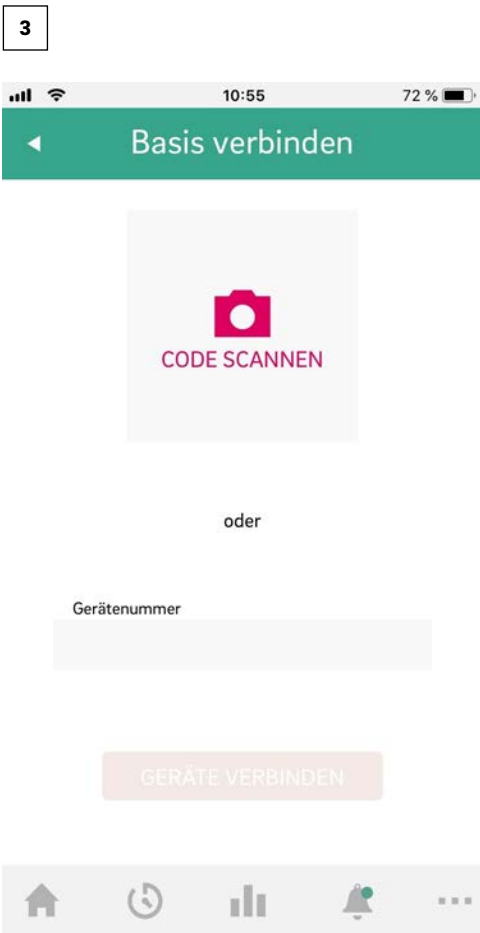 3
10:55
72 %
Basis verbinden
CODE SCANNEN
oder
Gerätenummer
GERÄTE VERBINDEN